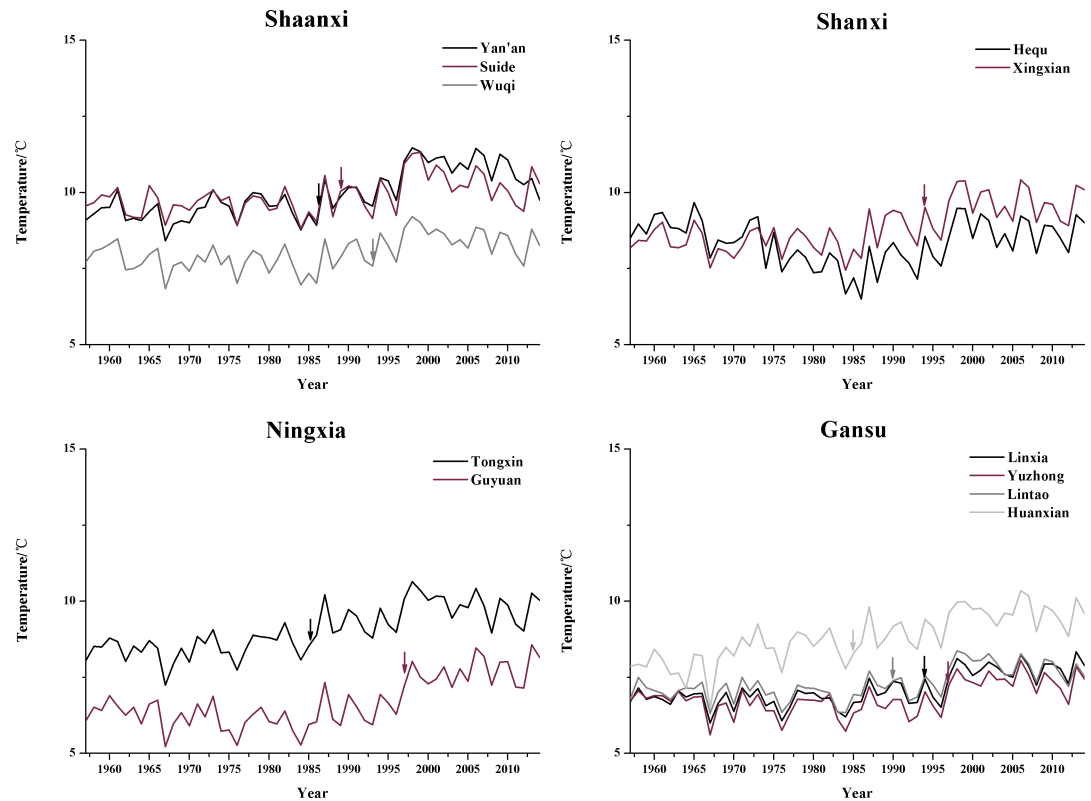 Shaanxi
15
10
5
Temperature/℃
Yan'an
Suide
Wuqi
1960 1965 1970 1975 1980 1985 1990 1995 2000 2005 2010
Year
Shanxi
15
10
5
Temperature/℃
Hequ
Xingxian
1960 1965 1970 1975 1980 1985 1990 1995 2000 2005 2010
Year
Ningxia
15
10
5
Temperature/℃
Tongxin
Guyuan
1960 1965 1970 1975 1980 1985 1990 1995 2000 2005 2010
Year
Gansu
15
10
5
Temperature/℃
Linxia
Yuzhong
Lintao
Huanxian
1960 1965 1970 1975 1980 1985 1990 1995 2000 2005 2010
Year